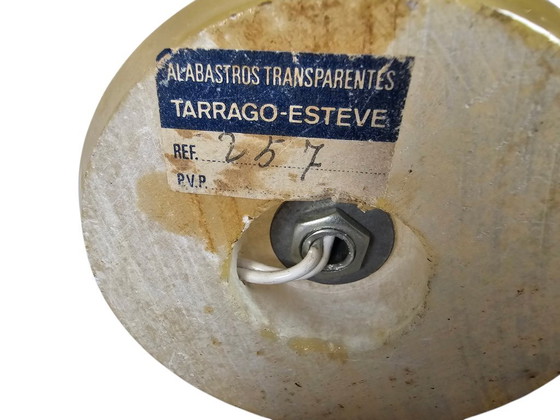 ALABASTROS TRANSPARENTES
TARRAGO-ESTEVE
REF. 257
P.V.P.